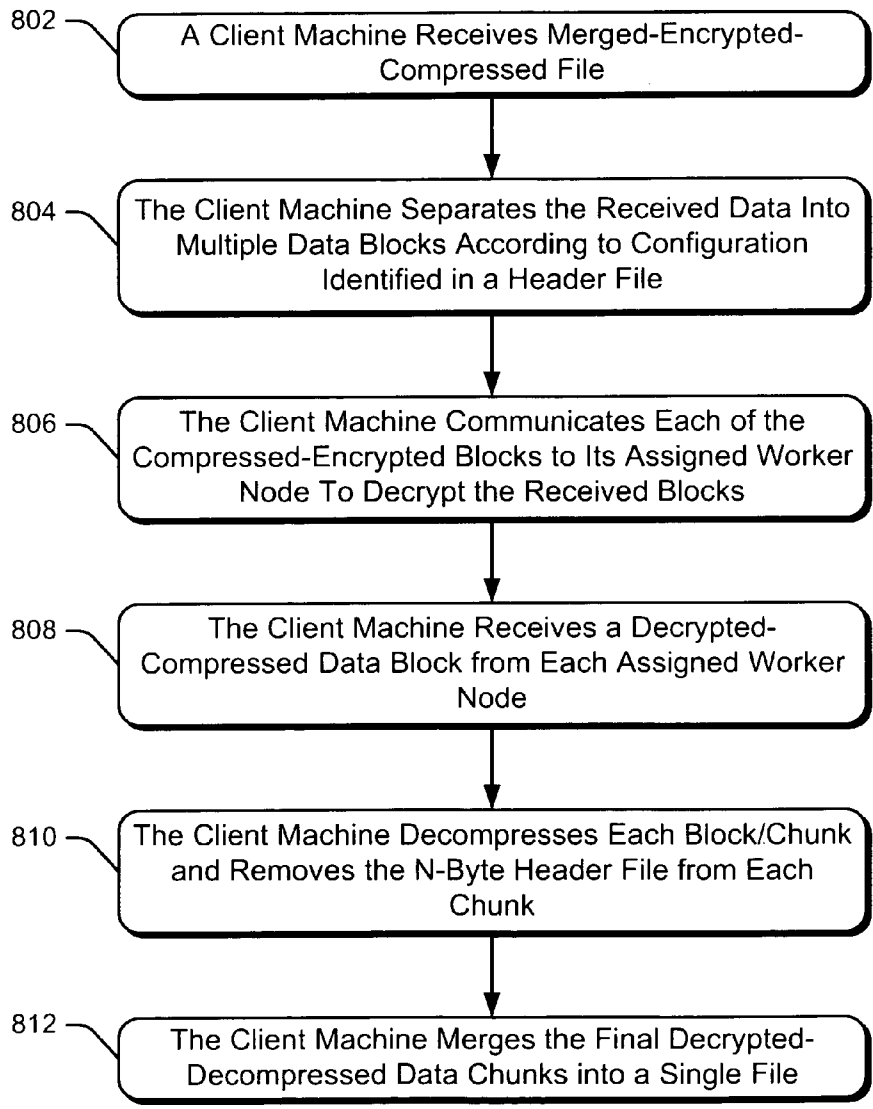 802
A Client Machine Receives Merged-Encrypted-
Compressed File
804
The Client Machine Separates the Received Data Into
Multiple Data Blocks According to Configuration
Identified in a Header File
806
The Client Machine Communicates Each of the
Compressed-Encrypted Blocks to Its Assigned Worker
Node To Decrypt the Received Blocks
808
The Client Machine Receives a Decrypted-
Compressed Data Block from Each Assigned Worker
Node
810
The Client Machine Decompresses Each Block/Chunk
and Removes the N-Byte Header File from Each
Chunk
812
The Client Machine Merges the Final Decrypted-
Decompressed Data Chunks into a Single File